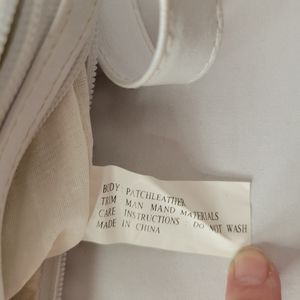 BODY : PATCHLEATHER
TRIM MAN MAND MATERIALS
CARE INSTRUCTIONS : DO NOT WASH
MADE IN CHINA